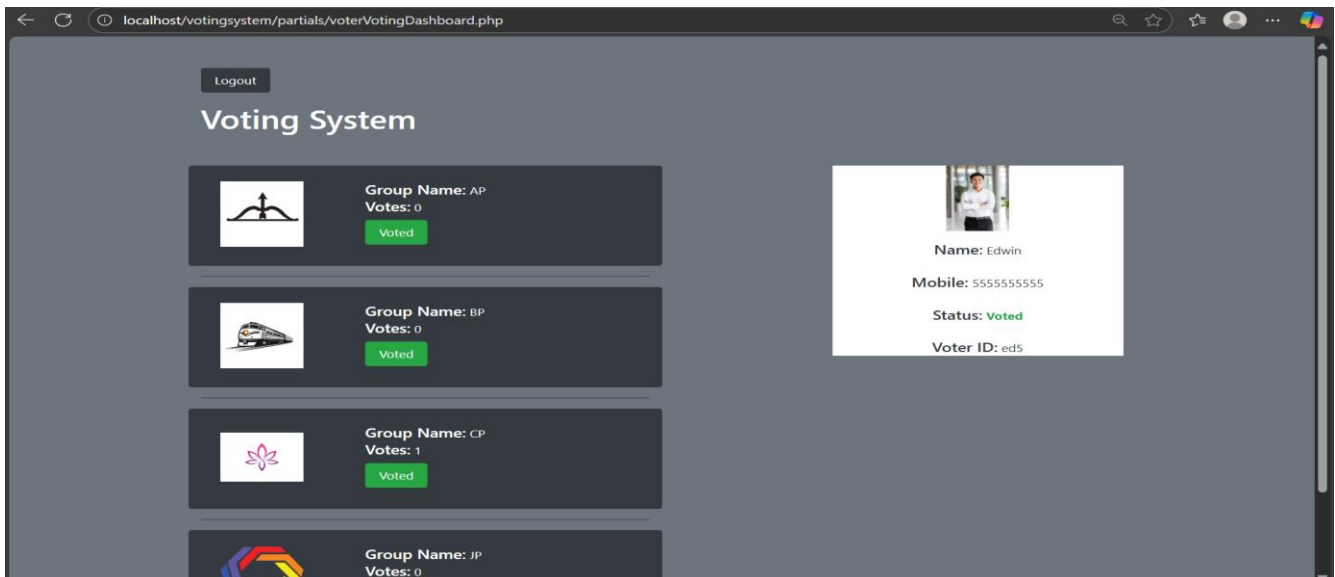 localhost/votingsystem/partials/voterVotingDashboard.php
Logout
Voting System
Group Name: AP
Votes: 0
Voted
Group Name: BP
Votes: 0
Voted
Group Name: CP
Votes: 1
Voted
Group Name: JP
Votes: 0
Name: Edwin
Mobile: 5555555555
Status: Voted
Voter ID: ed5